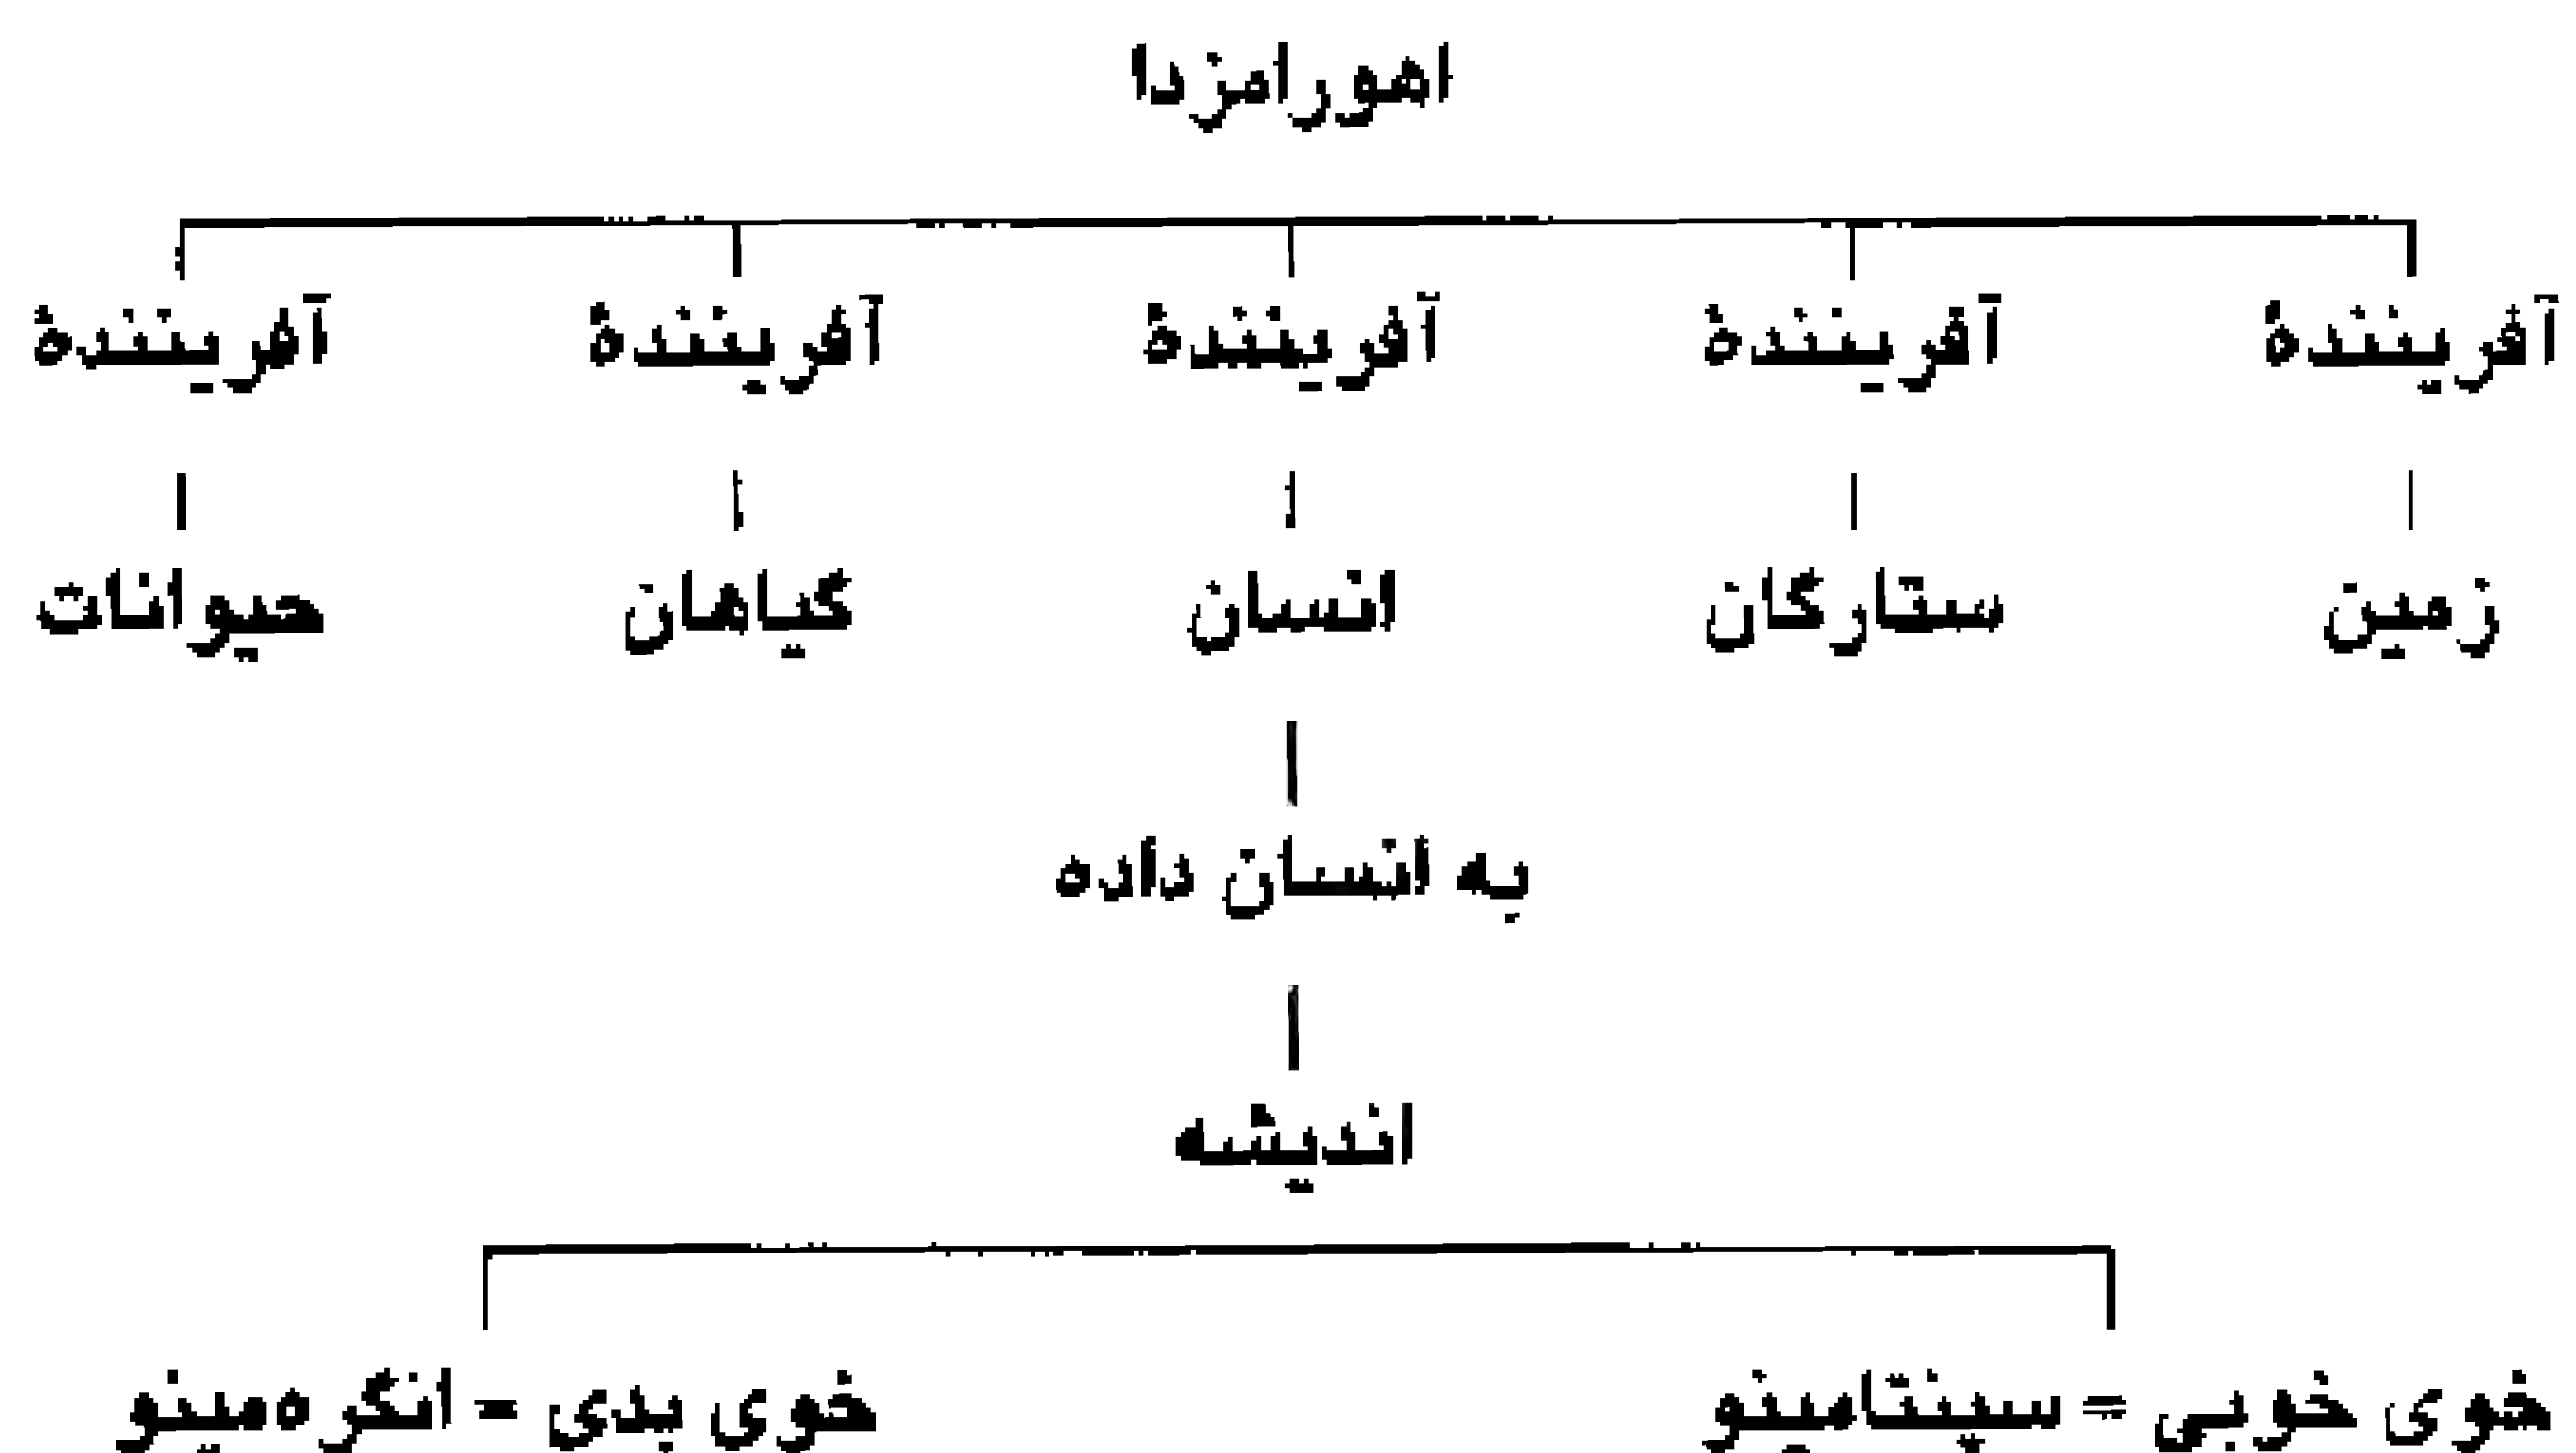 اهورامزدا
آفرینندهٔ آفرینندهٔ آفرینندهٔ آفرینندهٔ آفرینندهٔ
زمین ستارگان انسان گیاهان حیوانات
به انسان داده
اندیشه
خوی خوبی = سپنتامینو خوی بدی = انگره‌مینو